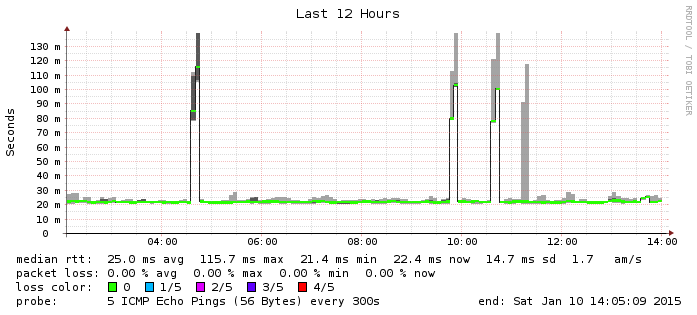 Last 12 Hours
RRDTOOL / TOBI OETIKER
Seconds
130 m
120 m
110 m
100 m
90 m
80 m
70 m
60 m
50 m
40 m
30 m
20 m
10 m
0
04:00 06:00 08:00 10:00 12:00 14:00
median rtt: 25.0 ms avg 115.7 ms max 21.4 ms min 22.4 ms now 14.7 ms sd 1.7 am/s
packet loss: 0.00 % avg 0.00 % max 0.00 % min 0.00 % now
loss color: 0 1/5 2/5 3/5 4/5
probe: 5 ICMP Echo Pings (56 Bytes) every 300s end: Sat Jan 10 14:05:09 2015